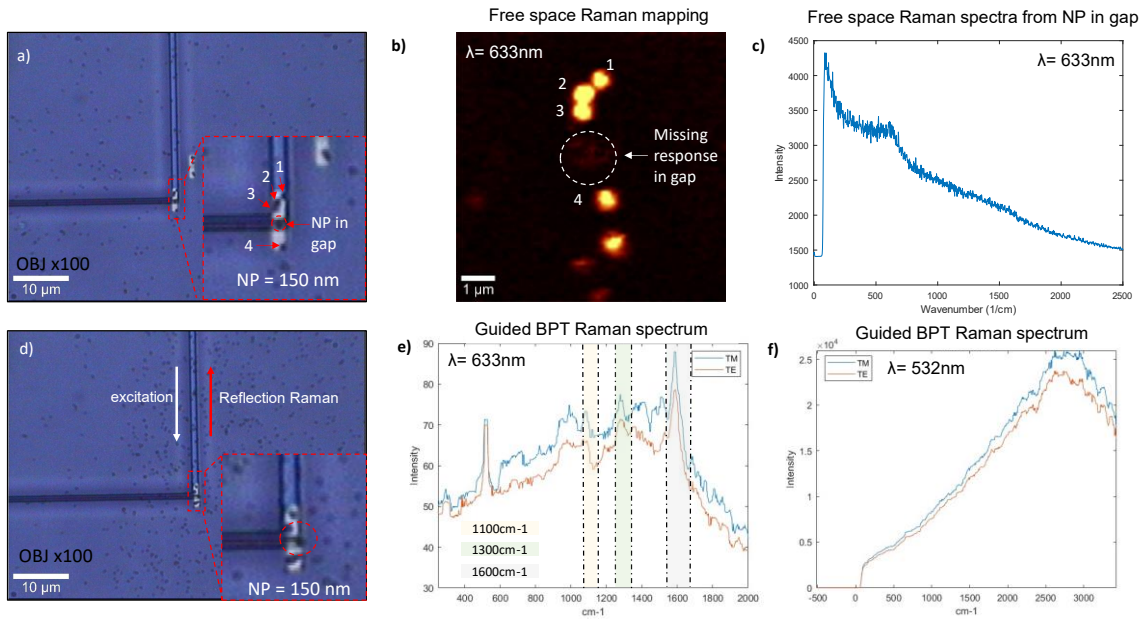 a)
1
2
3
NP in
gap
4
OBJ x100
10 µm
NP = 150 nm
Free space Raman mapping
b)
λ= 633nm
1
2
3
Missing
response
in gap
4
1 µm
Free space Raman spectra from NP in gap
c)
λ=633nm
4500
4000
3500
3000
2500
2000
1500
1000
Intensity
0
500
1000
1500
2000
2500
Wavenumber (1/cm)
d)
excitation
Reflection Raman
OBJ x100
10 µm
NP = 150 nm
Guided BPT Raman spectrum
e)
λ= 633nm
TM
TE
90
80
70
60
50
40
30
Intensity
1100cm-1
1300cm-1
1600cm-1
400
600
800
1000
1200
1400
1600
1800
2000
cm-1
Guided BPT Raman spectrum
f)
×10⁴
λ= 532nm
TM
TE
2.5
2
1.5
1
0.5
0
Intensity
-500
0
500
1000
1500
2000
2500
3000
cm-1